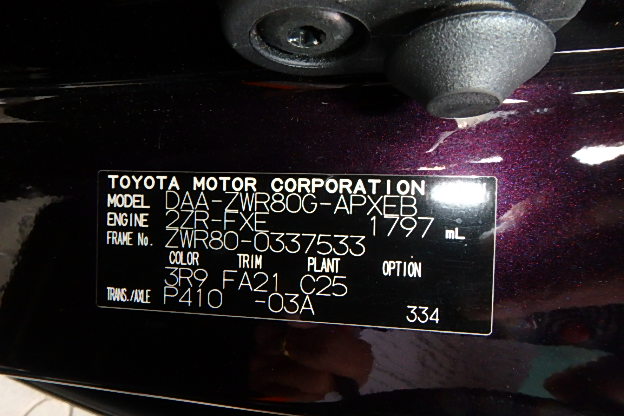 TOYOTA MOTOR CORPORATION
MODEL DAA-ZWR80G-APXEB
ENGINE 2ZR-FXE 1797 mL
FRAME No. ZWR80-0337533
COLOR TRIM PLANT OPTION
3R9 FA21 C25
TRANS./AXLE P410 -03A 334